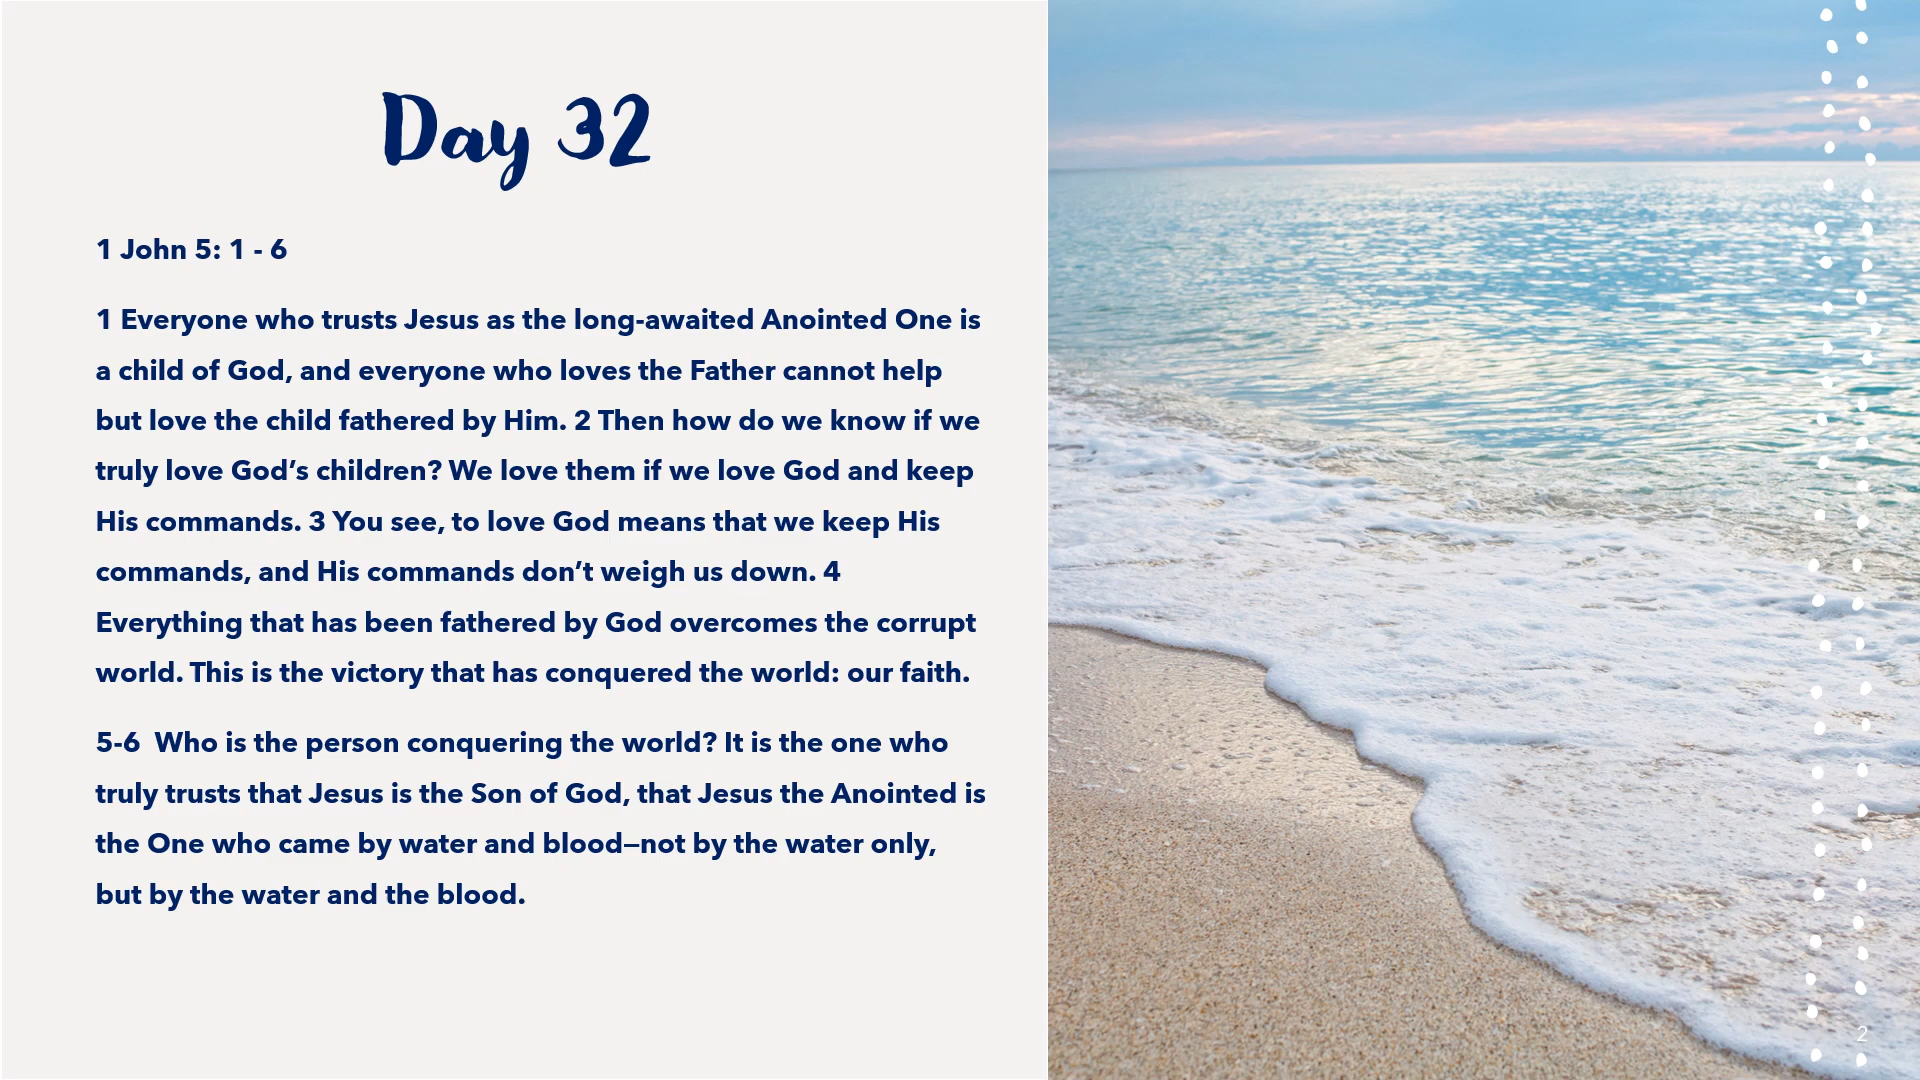 Day 32
1 John 5: 1 - 6
1 Everyone who trusts Jesus as the long-awaited Anointed One is
a child of God, and everyone who loves the Father cannot help
but love the child fathered by Him. 2 Then how do we know if we
truly love God’s children? We love them if we love God and keep
His commands. 3 You see, to love God means that we keep His
commands, and His commands don’t weigh us down. 4
Everything that has been fathered by God overcomes the corrupt
world. This is the victory that has conquered the world: our faith.
5-6  Who is the person conquering the world? It is the one who
truly trusts that Jesus is the Son of God, that Jesus the Anointed is
the One who came by water and blood—not by the water only,
but by the water and the blood.
2